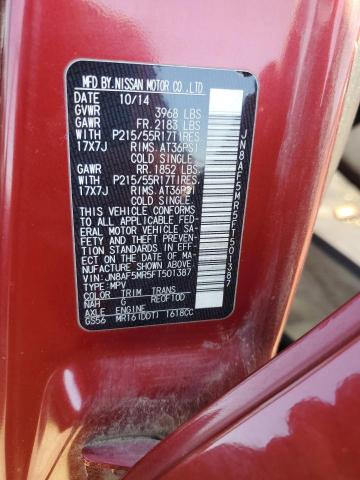 MFD BY.NISSAN MOTOR CO.,LTD
DATE 10/14
GVWR 3968 LBS
GAWR FR.2183 LBS
WITH P215/55R17TIRES
17X7J RIMS.AT36PSI
COLD SINGLE
GAWR RR.1852 LBS
WITH P215/55R17TIRES
17X7J RIMS.AT36PSI
COLD SINGLE
THIS VEHICLE CONFORMS
TO ALL APPLICABLE FED
ERAL MOTOR VEHICLE SAF
ETY AND THEFT PREVEN
TION STANDARDS IN EFF
ECT ON THE DATE OF MA
NUFACTURE SHOWN ABOVE.
VIN:JN8AF5MR5FT501387
TYPE:MPV
COLOR TRIM TRANS
NAH G RE0F10D
AXLE ENGINE
GS56 MR16(DDT) 1618CC
JN8AF5MR5FT501387